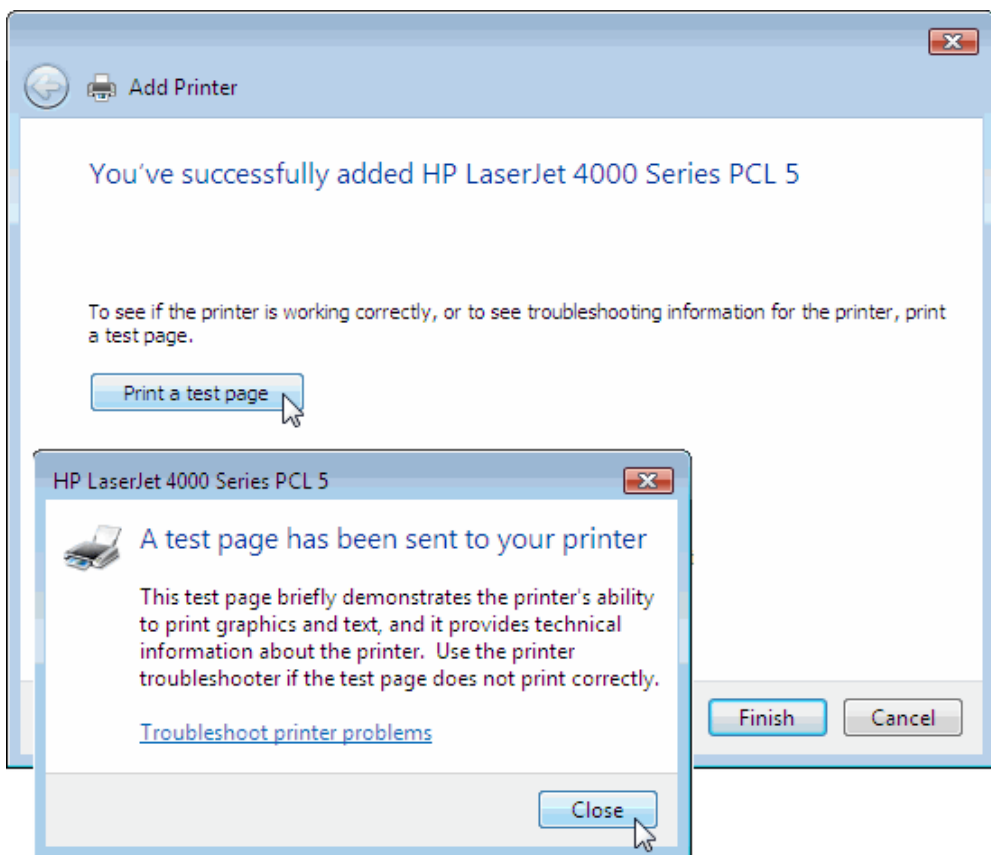 Add Printer
You've successfully added HP LaserJet 4000 Series PCL 5
To see if the printer is working correctly, or to see troubleshooting information for the printer, print
a test page.
Print a test page
HP LaserJet 4000 Series PCL 5
A test page has been sent to your printer
This test page briefly demonstrates the printer's ability
to print graphics and text, and it provides technical
information about the printer.  Use the printer
troubleshooter if the test page does not print correctly.
Troubleshoot printer problems
Close
Finish
Cancel